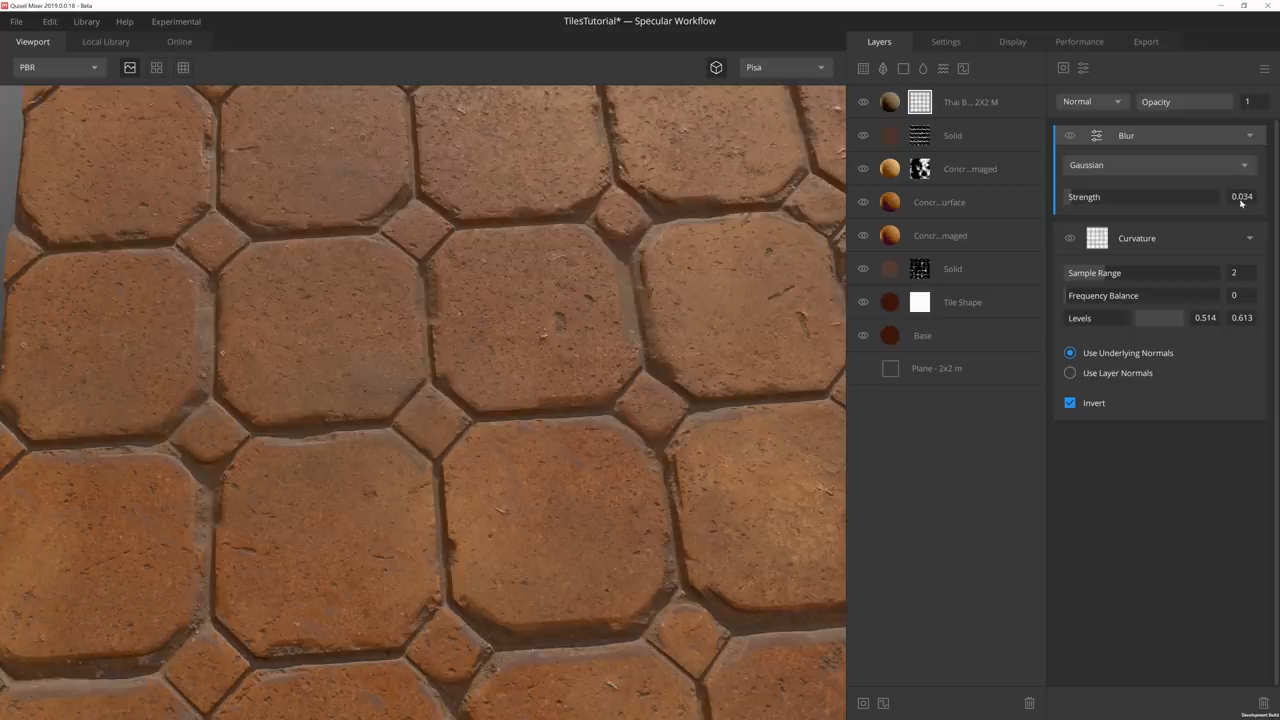 Quixel Mixer 2019.0.0.18 - Beta
File Edit Library Help Experimental
TilesTutorial* — Specular Workflow
Viewport Local Library Online
Layers Settings Display Performance Export
PBR
Pisa
Thai B... 2X2 M
Solid
Concr...maged
Concr...urface
Concr...maged
Solid
Tile Shape
Base
Plane - 2x2 m
Normal Opacity 1
Blur
Gaussian
Strength 0.034
Curvature
Sample Range 2
Frequency Balance 0
Levels 0.514 0.613
Use Underlying Normals
Use Layer Normals
Invert
Development Build